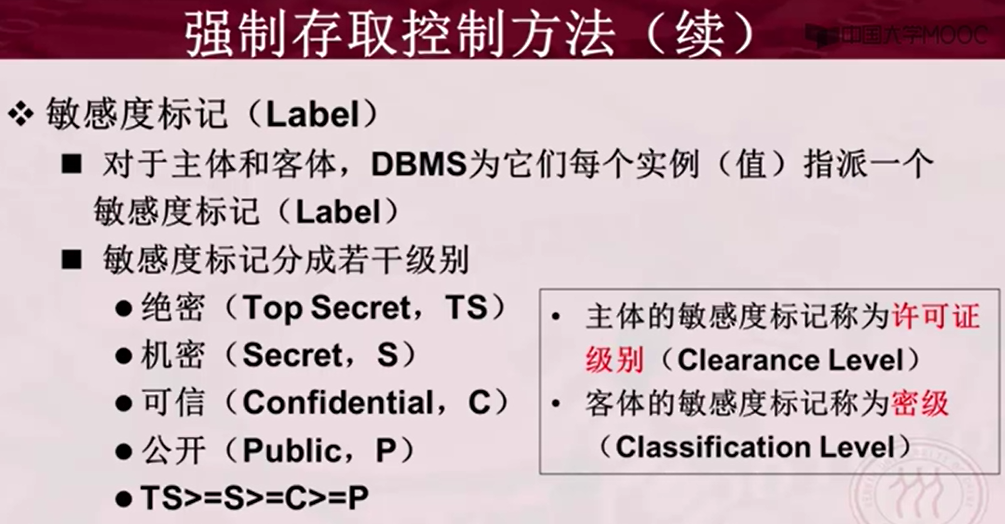 强制存取控制方法（续）
中国大学MOOC
❖ 敏感度标记（Label）
■ 对于主体和客体，DBMS为它们每个实例（值）指派一个
敏感度标记（Label）
■ 敏感度标记分成若干级别
● 绝密（Top Secret，TS）
● 机密（Secret，S）
● 可信（Confidential，C）
● 公开（Public，P）
● TS>=S>=C>=P
• 主体的敏感度标记称为许可证
级别（Clearance Level）
• 客体的敏感度标记称为密级
（Classification Level）